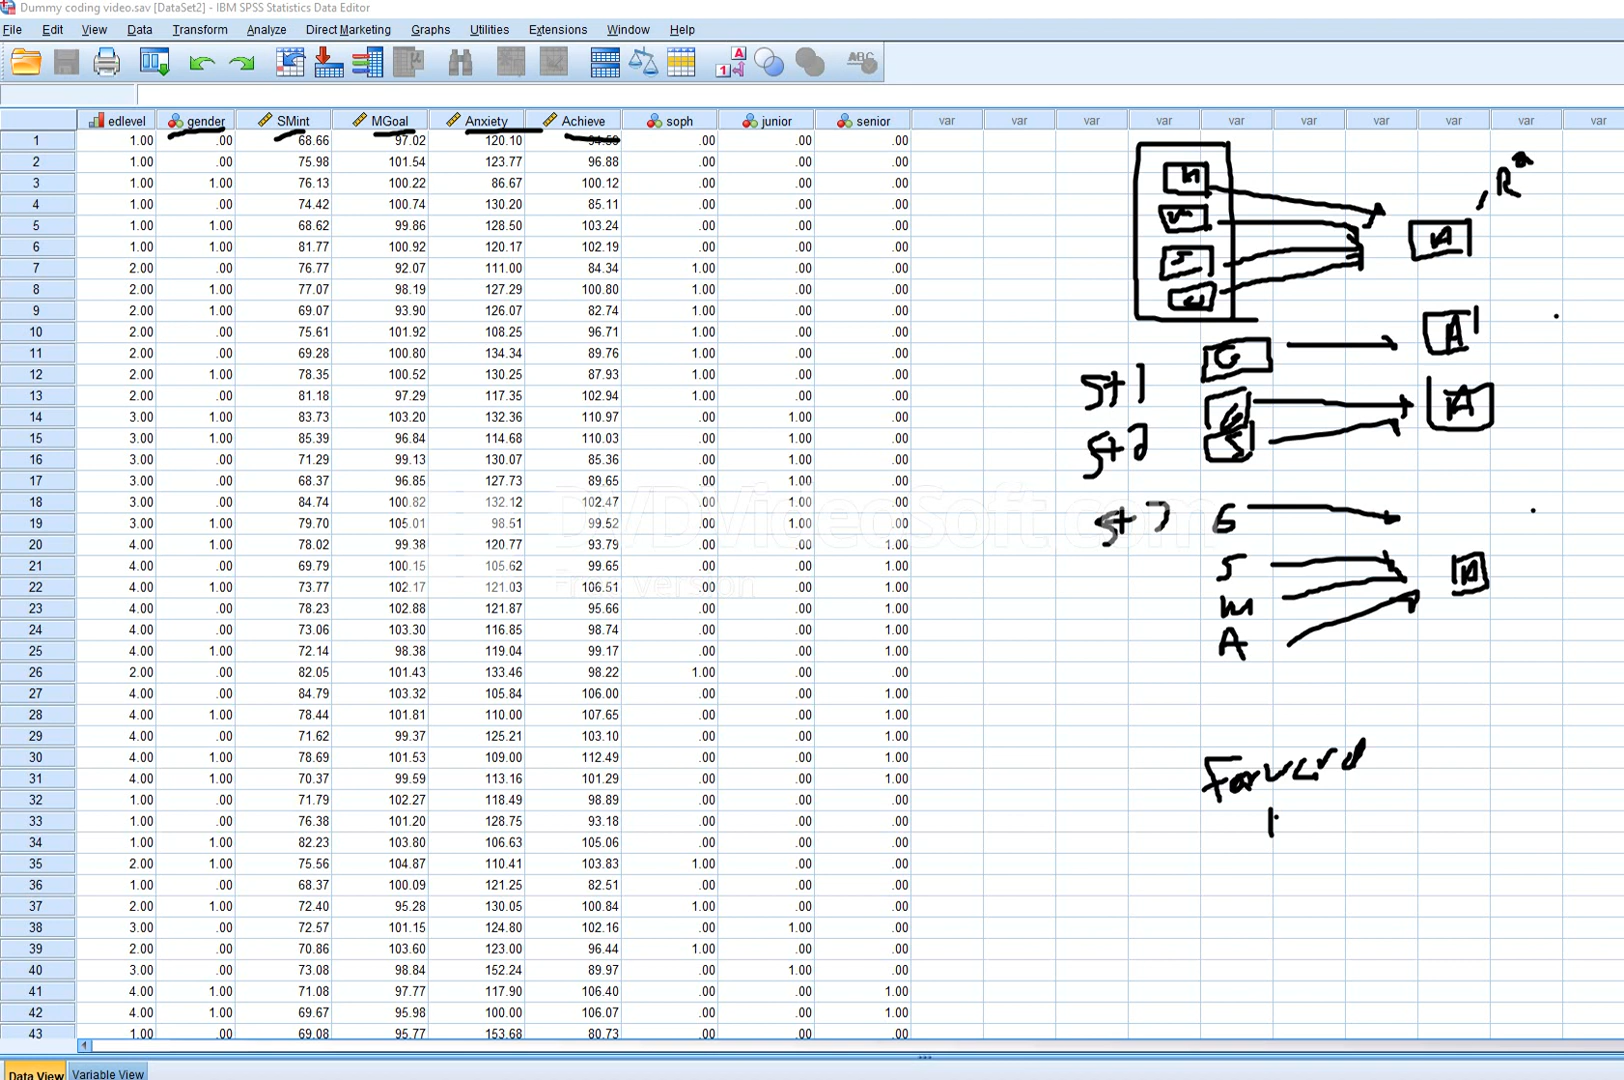 Dummy coding video.sav [DataSet2] - IBM SPSS Statistics Data Editor
File Edit View Data Transform Analyze Direct Marketing Graphs Utilities Extensions Window Help
edlevel gender SMint MGoal Anxiety Achieve soph junior senior var var var var var var var var var var
1 1.00 .00 68.66 97.02 120.10 .00 .00 .00
2 1.00 .00 75.98 101.54 123.77 96.88 .00 .00 .00
3 1.00 1.00 76.13 100.22 86.67 100.12 .00 .00 .00
4 1.00 .00 74.42 100.74 130.20 85.11 .00 .00 .00
5 1.00 1.00 68.62 99.86 128.50 103.24 .00 .00 .00
6 1.00 1.00 81.77 100.92 120.17 102.19 .00 .00 .00
7 2.00 .00 76.77 92.07 111.00 84.34 1.00 .00 .00
8 2.00 1.00 77.07 98.19 127.29 100.80 1.00 .00 .00
9 2.00 1.00 69.07 93.90 126.07 82.74 1.00 .00 .00
10 2.00 .00 75.61 101.92 108.25 96.71 1.00 .00 .00
11 2.00 .00 69.28 100.80 134.34 89.76 1.00 .00 .00
12 2.00 1.00 78.35 100.52 130.25 87.93 1.00 .00 .00
13 2.00 .00 81.18 97.29 117.35 102.94 1.00 .00 .00
14 3.00 1.00 83.73 103.20 132.36 110.97 .00 1.00 .00
15 3.00 1.00 85.39 96.84 114.68 110.03 .00 1.00 .00
16 3.00 .00 71.29 99.13 130.07 85.36 .00 1.00 .00
17 3.00 .00 68.37 96.85 127.73 89.65 .00 1.00 .00
18 3.00 .00 84.74 100.82 132.12 102.47 .00 1.00 .00
19 3.00 1.00 79.70 105.01 98.51 99.52 .00 1.00 .00
20 4.00 .00 78.02 99.38 120.77 93.79 .00 .00 1.00
21 4.00 .00 69.79 100.15 105.62 99.65 .00 .00 1.00
22 4.00 1.00 73.77 102.17 121.03 106.51 .00 .00 1.00
23 4.00 .00 78.23 102.88 121.87 95.66 .00 .00 1.00
24 4.00 .00 73.06 103.30 116.85 98.74 .00 .00 1.00
25 4.00 1.00 72.14 98.38 119.04 99.17 .00 .00 1.00
26 2.00 .00 82.05 101.43 133.46 98.22 1.00 .00 .00
27 4.00 .00 84.79 103.32 105.84 106.00 .00 .00 1.00
28 4.00 1.00 78.44 101.81 110.00 107.65 .00 .00 1.00
29 4.00 .00 71.62 99.37 125.21 103.10 .00 .00 1.00
30 4.00 1.00 78.69 101.53 109.00 112.49 .00 .00 1.00
31 4.00 1.00 70.37 99.59 113.16 101.29 .00 .00 1.00
32 1.00 .00 71.79 102.27 118.49 98.89 .00 .00 .00
33 1.00 .00 76.38 101.20 128.75 93.18 .00 .00 .00
34 1.00 1.00 82.23 103.80 106.63 105.06 .00 .00 .00
35 2.00 1.00 75.56 104.87 110.41 103.83 1.00 .00 .00
36 1.00 .00 68.37 100.09 121.25 82.51 .00 .00 .00
37 2.00 1.00 72.40 95.28 130.05 100.84 1.00 .00 .00
38 3.00 .00 72.57 101.15 124.80 102.16 .00 1.00 .00
39 2.00 .00 70.86 103.60 123.00 96.44 1.00 .00 .00
40 3.00 .00 73.08 98.84 152.24 89.97 .00 1.00 .00
41 4.00 1.00 71.08 97.77 117.90 106.40 .00 .00 1.00
42 4.00 1.00 69.67 95.98 100.00 106.07 .00 .00 1.00
43 1.00 .00 69.08 95.77 153.68 80.73 .00 .00 .00
DVDVideoSoft.com
Free version
G
A
St 1
A
St 2
G
S
M
A
Forward
Data View Variable View